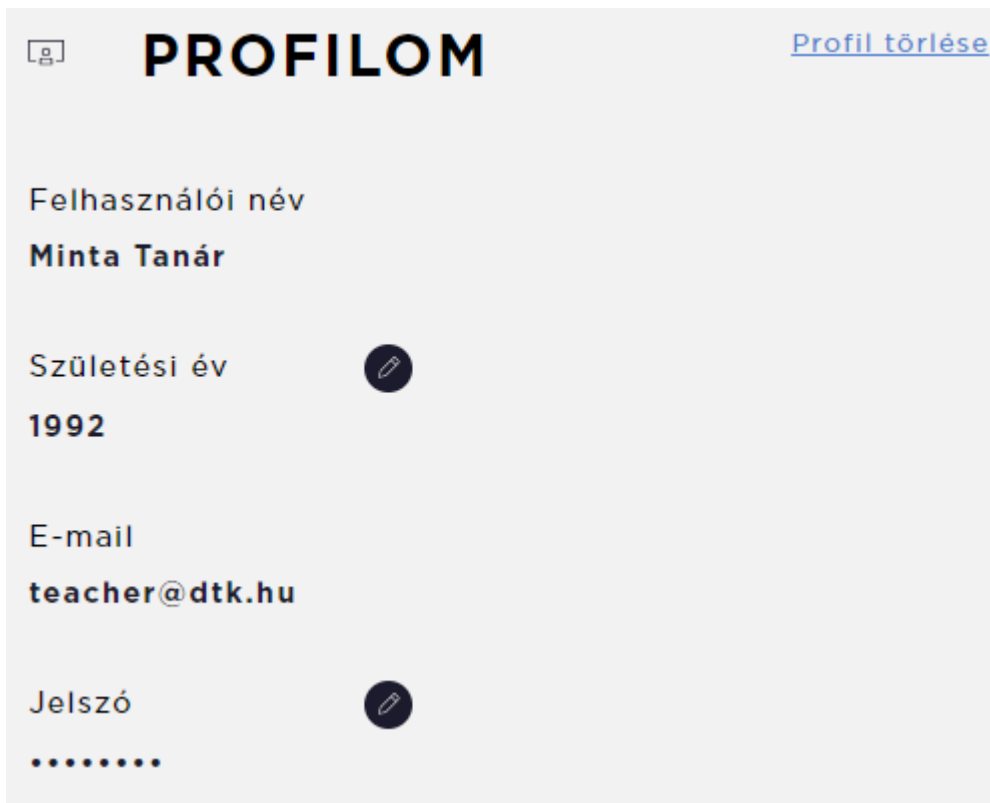 PROFILOM
Profil törlése
Felhasználói név
Minta Tanár
Születési év
1992
E-mail
teacher@dtk.hu
Jelszó
••••••••